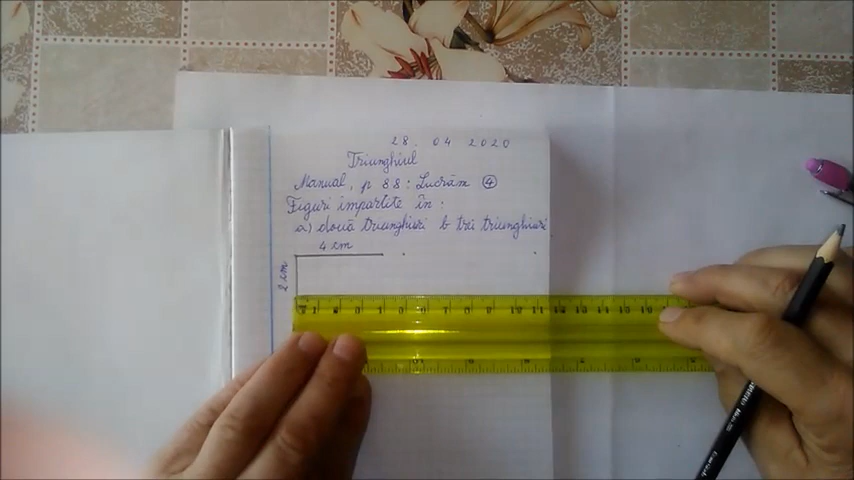 28. 04 2020
Triunghiul
Manual, p 88: Lucrăm 4
Figuri împărțite în:
a) două triunghiuri b trei triunghiuri
4 cm
2 cm